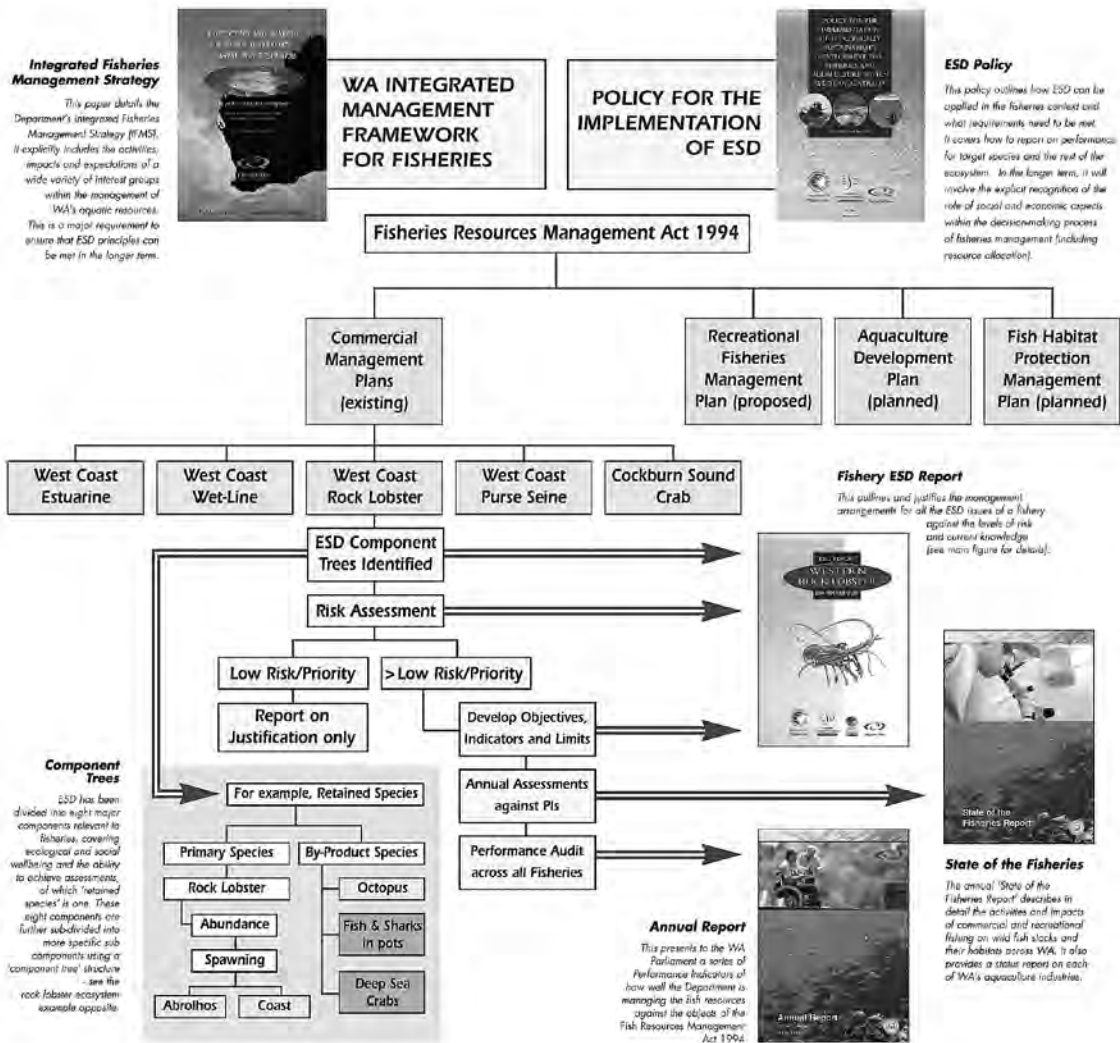 Integrated Fisheries
Management Strategy
This paper details the
Department's Integrated Fisheries
Management Strategy (IFMS).
It explicitly includes the activities,
impacts and expectations of a
wide variety of interest groups
within the management of
WA's aquatic resources.
This is a major requirement to
ensure that ESD principles can
be met in the longer term.
WA INTEGRATED
MANAGEMENT
FRAMEWORK
FOR FISHERIES
POLICY FOR THE
IMPLEMENTATION
OF ESD
POLICY FOR THE
IMPLEMENTATION
ESD Policy
This policy outlines how ESD can be
applied in the fisheries context and
what requirements need to be met.
It covers how to report on performance
for target species and the rest of the
ecosystem. In the longer term, it will
involve the explicit recognition of the
role of social and economic aspects
within the decision-making process
of fisheries management (including
resource allocation).
Fisheries Resources Management Act 1994
Commercial
Management
Plans
(existing)
Recreational
Fisheries
Management
Plan (proposed)
Aquaculture
Development
Plan
(planned)
Fish Habitat
Protection
Management
Plan (planned)
West Coast
Estuarine
West Coast
Wet-Line
West Coast
Rock Lobster
West Coast
Purse Seine
Cockburn Sound
Crab
Fishery ESD Report
This outlines and justifies the management
arrangements for all the ESD issues of a fishery
against the levels of risk
and current knowledge
(see main figure for details).
ESD Component
Trees Identified
WESTERN
ROCK LOBSTER
Risk Assessment
Low Risk/Priority
>Low Risk/Priority
Report on
Justification only
Develop Objectives,
Indicators and Limits
Annual Assessments
against PIs
Performance Audit
across all Fisheries
Component
Trees
ESD has been
divided into eight major
components relevant to
fisheries, covering
ecological and social
wellbeing and the ability
to achieve assessments,
of which 'retained
species' is one. These
eight components are
further sub-divided into
more specific sub
components using a
'component tree' structure
- see the
rock lobster ecosystem
example opposite.
For example, Retained Species
Primary Species
By-Product Species
Rock Lobster
Octopus
Abundance
Fish & Sharks
in pots
Spawning
Deep Sea
Crabs
Abrolhos
Coast
State of the
Fisheries Report
State of the Fisheries
The annual 'State of the
Fisheries Report' describes in
detail the activities and impacts
of commercial and recreational
fishing on wild fish stocks and
their habitats across WA. It also
provides a status report on each
of WA's aquaculture industries.
Annual Report
This presents to the WA
Parliament a series of
Performance Indicators of
how well the Department is
managing the fish resources
against the objects of the
Fish Resources Management
Act 1994
Annual Report